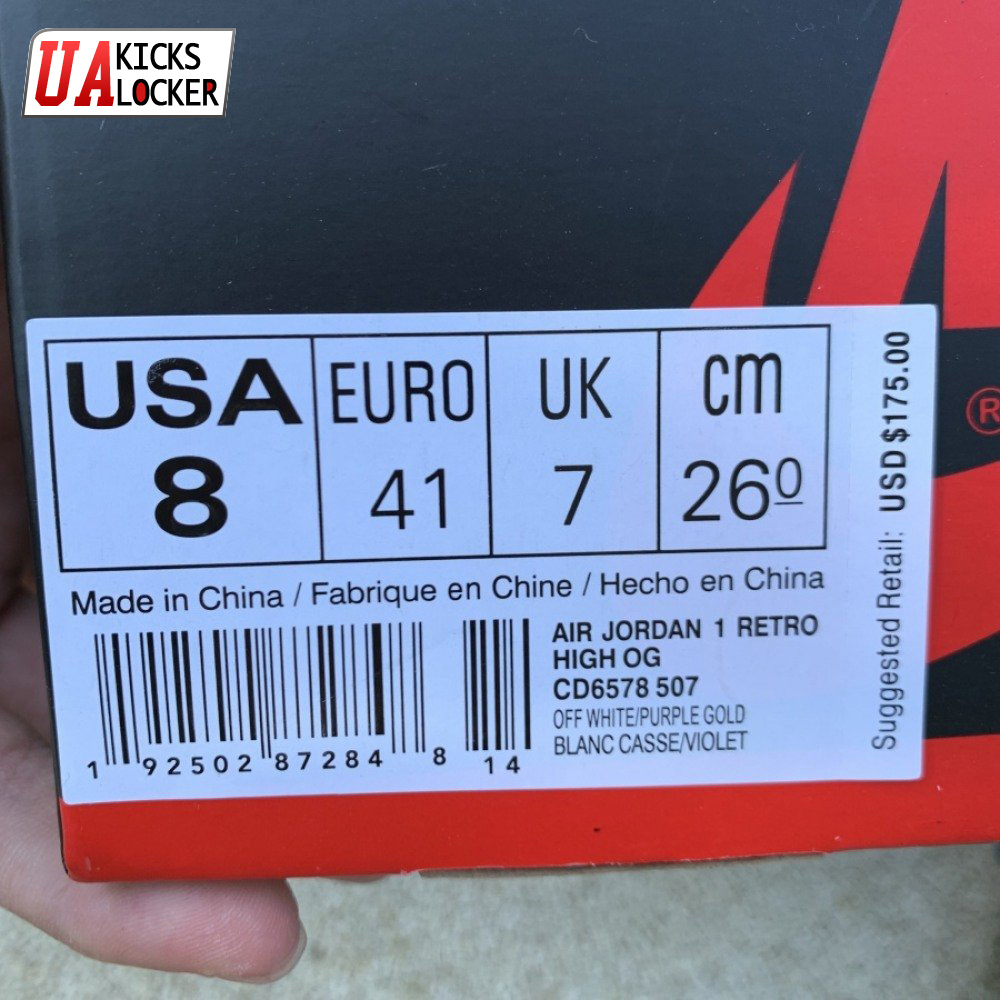 UA KICKS
LOCKER
USA EURO UK cm
8 41 7 26⁰
Made in China / Fabrique en Chine / Hecho en China
AIR JORDAN 1 RETRO
HIGH OG
CD6578 507
OFF WHITE/PURPLE GOLD
BLANC CASSE/VIOLET
1 92502 87284 8 14
Suggested Retail: USD $175.00
®